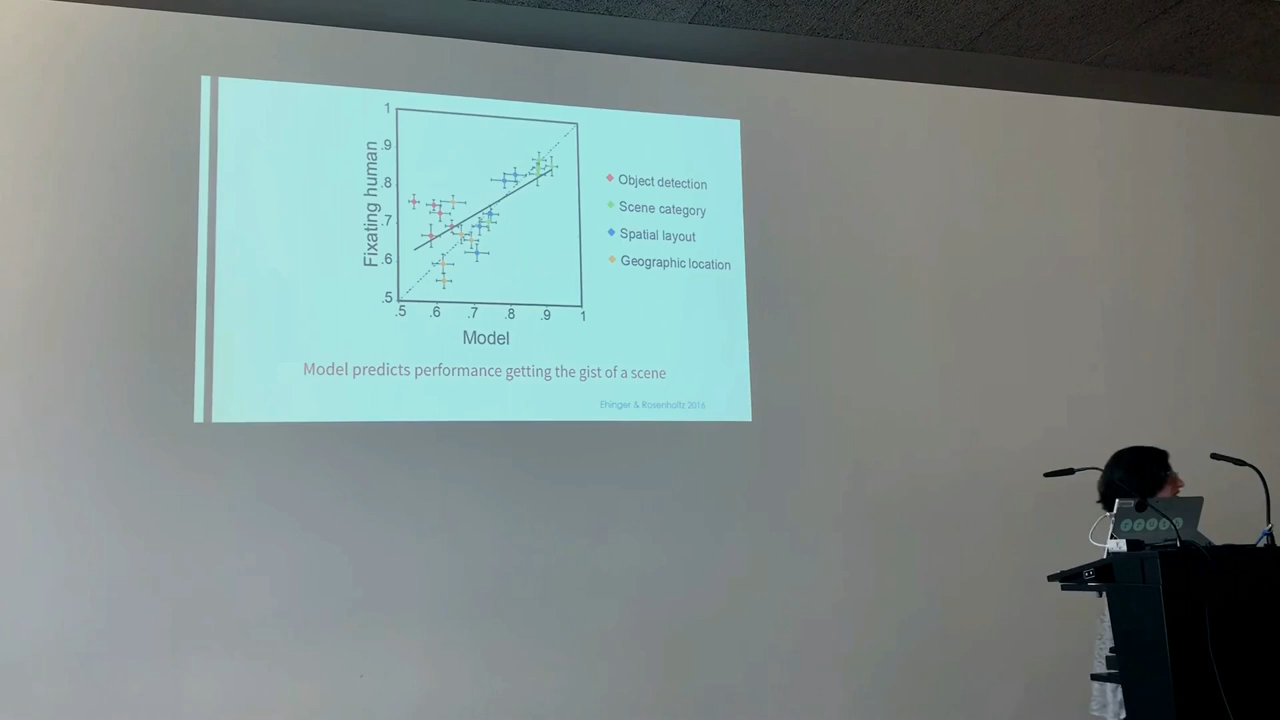 1
.9
.8
.7
.6
.5
Fixating human
.5 .6 .7 .8 .9 1
Model
Object detection
Scene category
Spatial layout
Geographic location
Model predicts performance getting the gist of a scene
Ehinger & Rosenholtz 2016